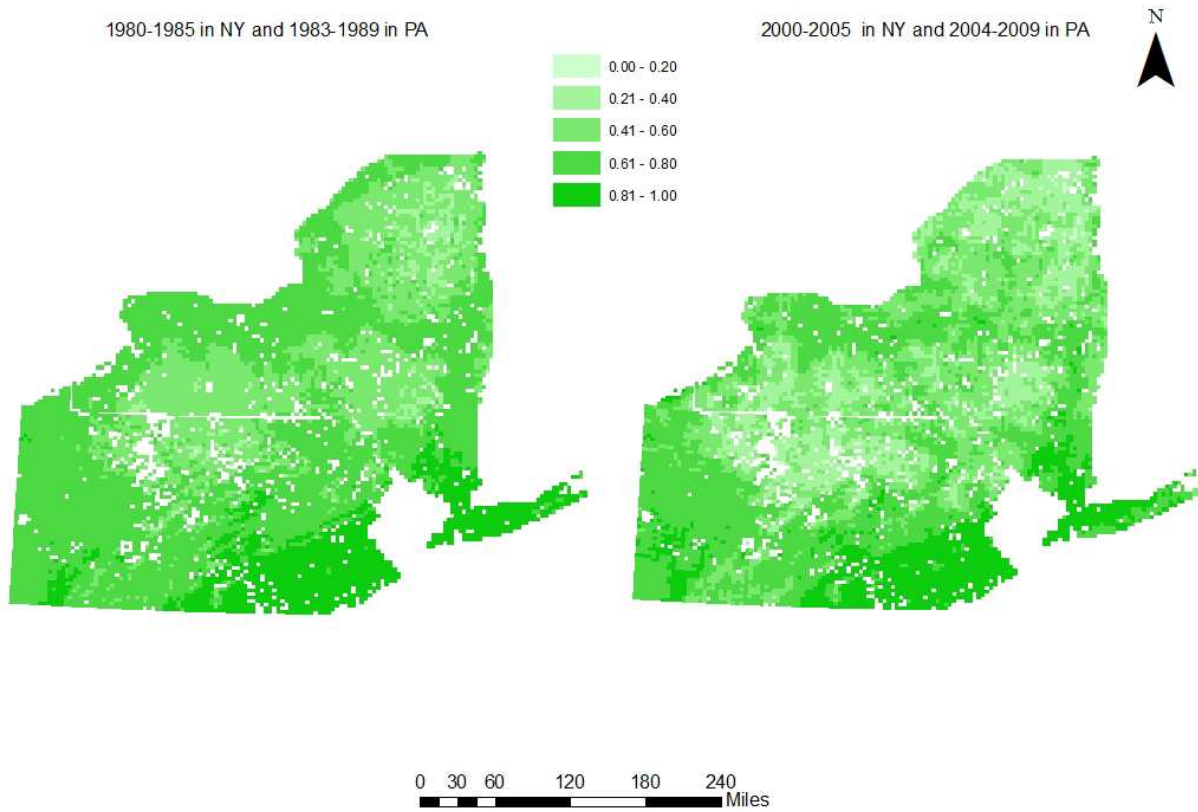 1980-1985 in NY and 1983-1989 in PA
2000-2005 in NY and 2004-2009 in PA
N
0.00 - 0.20
0.21 - 0.40
0.41 - 0.60
0.61 - 0.80
0.81 - 1.00
0 30 60 120 180 240
Miles